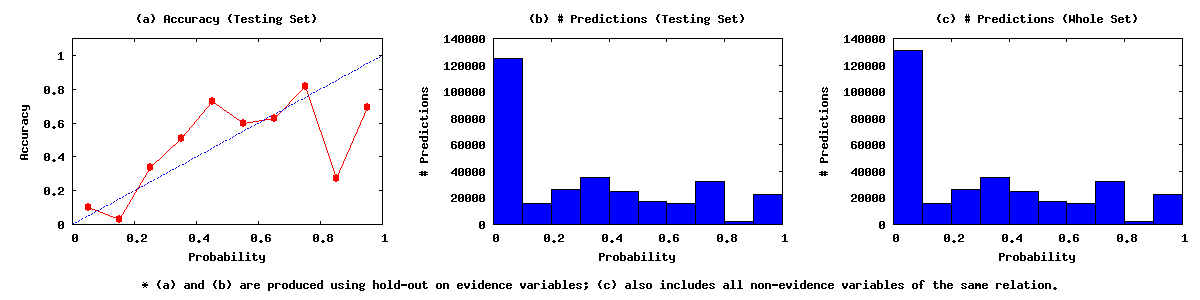 (a) Accuracy (Testing Set)
1
0.8
0.6
0.4
0.2
0
Accuracy
0 0.2 0.4 0.6 0.8 1
Probability
(b) # Predictions (Testing Set)
140000
120000
100000
80000
60000
40000
20000
0
# Predictions
0 0.2 0.4 0.6 0.8 1
Probability
(c) # Predictions (Whole Set)
140000
120000
100000
80000
60000
40000
20000
0
# Predictions
0 0.2 0.4 0.6 0.8 1
Probability
* (a) and (b) are produced using hold-out on evidence variables; (c) also includes all non-evidence variables of the same relation.